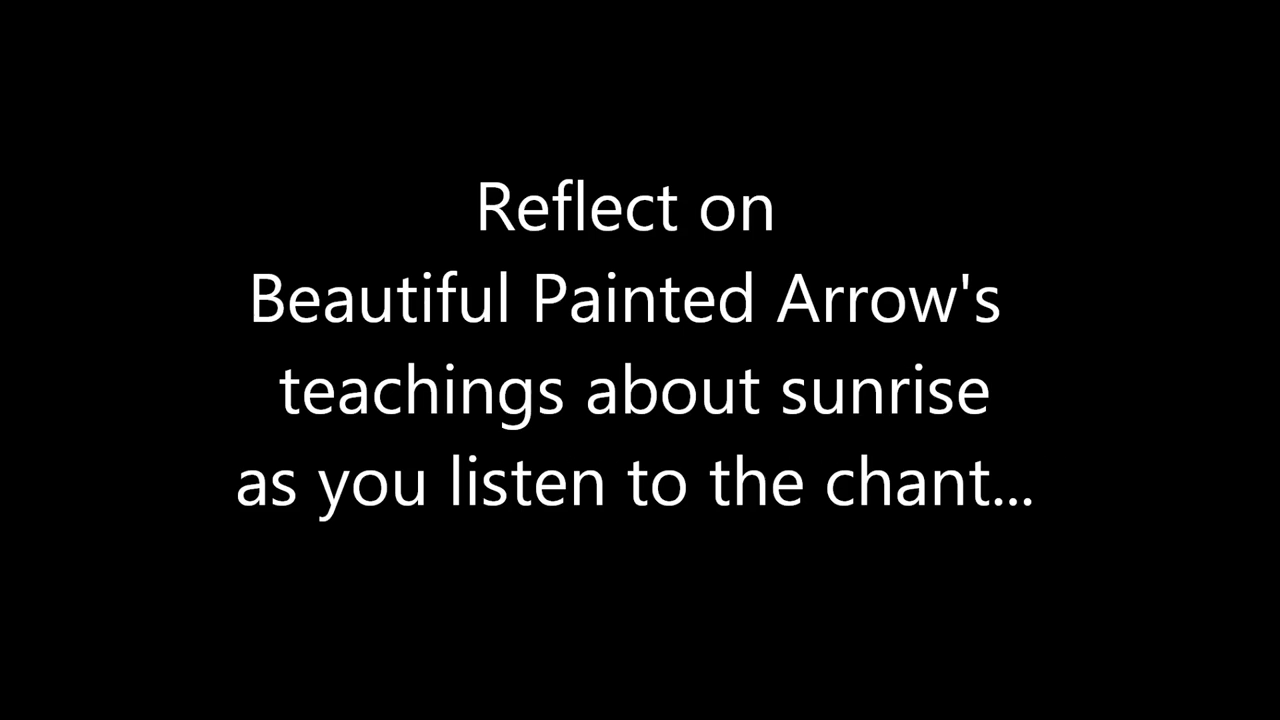 Reflect on
Beautiful Painted Arrow's
teachings about sunrise
as you listen to the chant...